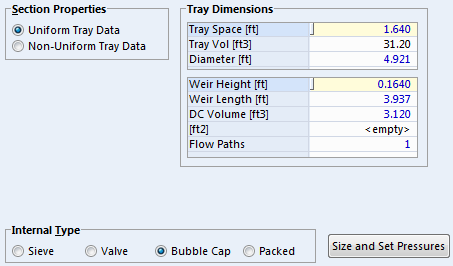 Section Properties
Uniform Tray Data
Non-Uniform Tray Data
Tray Dimensions
Tray Space [ft] 1.640
Tray Vol [ft3] 31.20
Diameter [ft] 4.921
Weir Height [ft] 0.1640
Weir Length [ft] 3.937
DC Volume [ft3] 3.120
[ft2] <empty>
Flow Paths 1
Internal Type
Sieve Valve Bubble Cap Packed
Size and Set Pressures